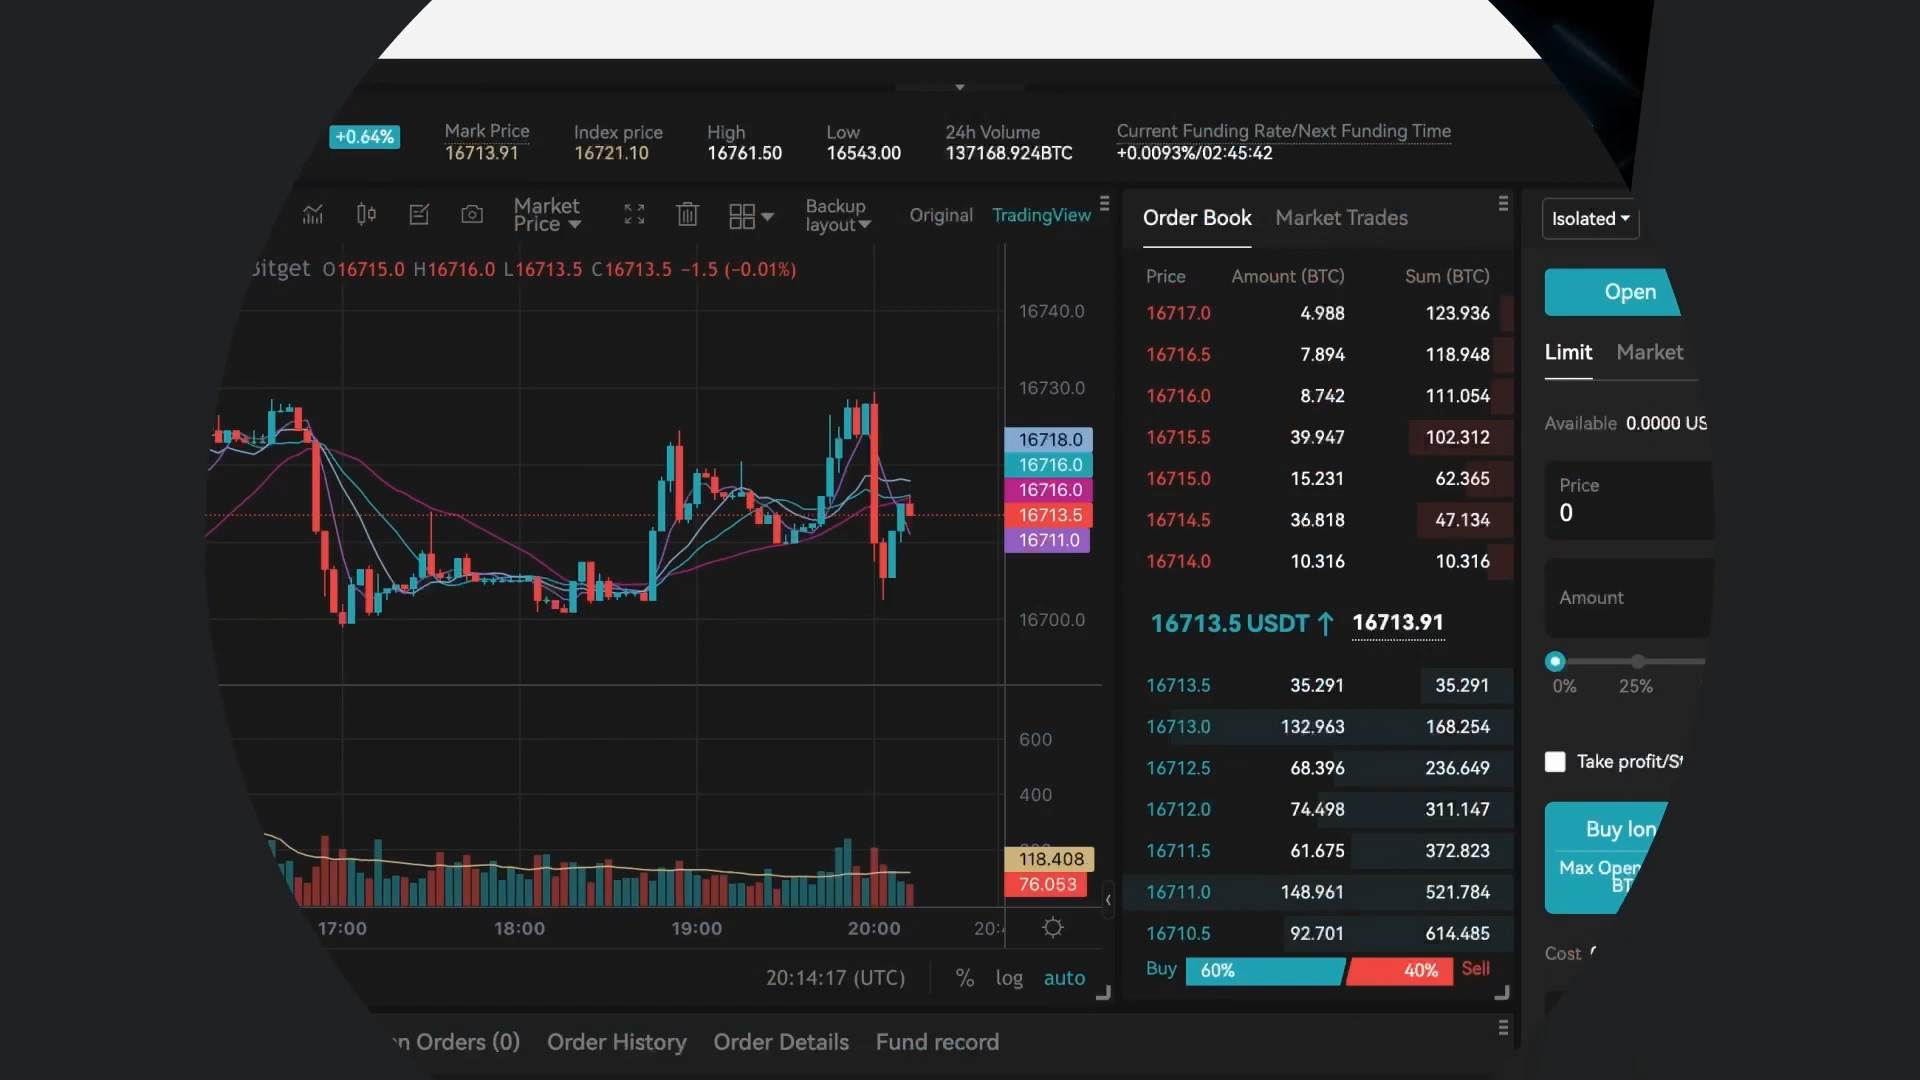 +0.64%
Mark Price
16713.91
Index price
16721.10
High
16761.50
Low
16543.00
24h Volume
137168.924BTC
Current Funding Rate/Next Funding Time
+0.0093%/02:45:42
Market
Price
Backup
layout
Original
TradingView
itget O16715.0 H16716.0 L16713.5 C16713.5 −1.5 (−0.01%)
16740.0
16730.0
16718.0
16716.0
16716.0
16713.5
16711.0
16700.0
600
400
118.408
76.053
17:00 18:00 19:00 20:00 20:
20:14:17 (UTC) % log auto
Order Book Market Trades
Price Amount (BTC) Sum (BTC)
16717.0 4.988 123.936
16716.5 7.894 118.948
16716.0 8.742 111.054
16715.5 39.947 102.312
16715.0 15.231 62.365
16714.5 36.818 47.134
16714.0 10.316 10.316
16713.5 USDT ↑ 16713.91
16713.5 35.291 35.291
16713.0 132.963 168.254
16712.5 68.396 236.649
16712.0 74.498 311.147
16711.5 61.675 372.823
16711.0 148.961 521.784
16710.5 92.701 614.485
Buy 60% 40% Sell
Isolated
Open
Limit Market
Available 0.0000 US
Price
0
Amount
0% 25%
Take profit/S
Buy lon
Max Open
BT
Cost
n Orders (0) Order History Order Details Fund record